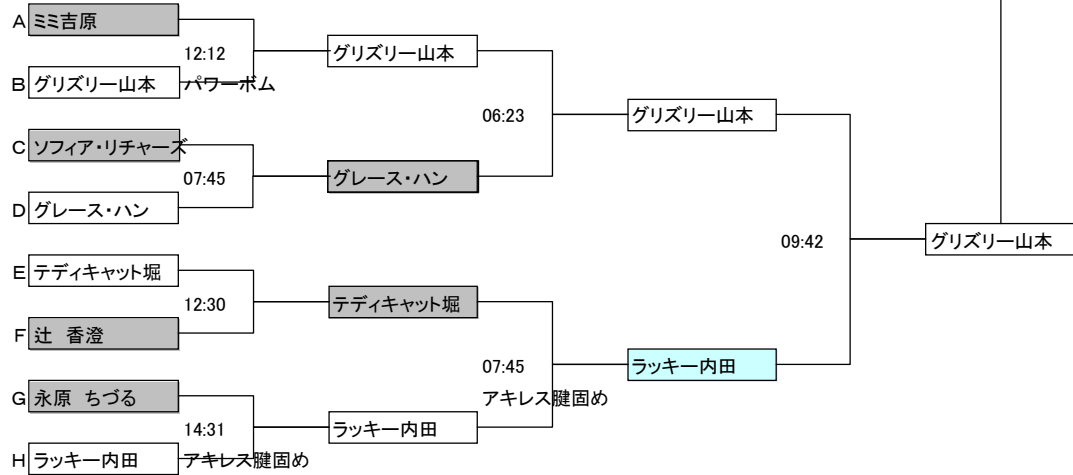 A ミミ吉原
12:12
グリズリー山本
B グリズリー山本 パワーボム
06:23
グリズリー山本
C ソフィア・リチャーズ
07:45
グレース・ハン
D グレース・ハン
09:42
グリズリー山本
E テディキャット堀
12:30
テディキャット堀
F 辻 香澄
07:45
ラッキー内田
アキレス腱固め
G 永原 ちづる
14:31
ラッキー内田
H ラッキー内田 アキレス腱固め